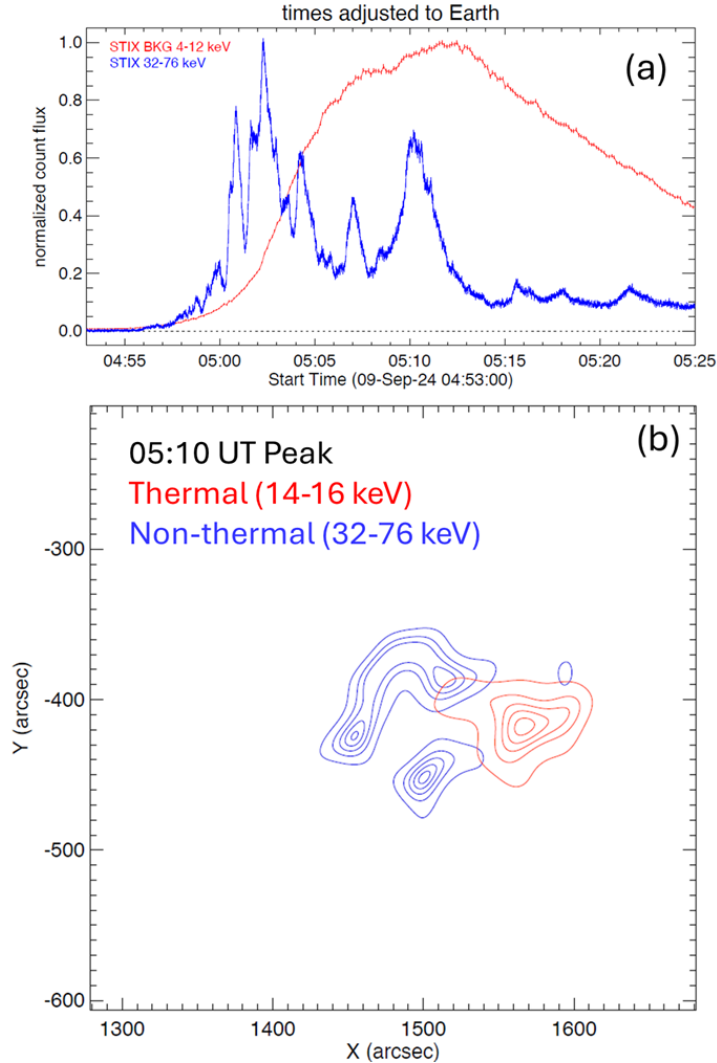 times adjusted to Earth
STIX BKG 4-12 keV
STIX 32-76 keV
(a)
normalized count flux
1.0
0.8
0.6
0.4
0.2
0.0
04:55 05:00 05:05 05:10 05:15 05:20 05:25
Start Time (09-Sep-24 04:53:00)
(b)
05:10 UT Peak
Thermal (14-16 keV)
Non-thermal (32-76 keV)
Y (arcsec)
-300
-400
-500
-600
1300 1400 1500 1600
X (arcsec)